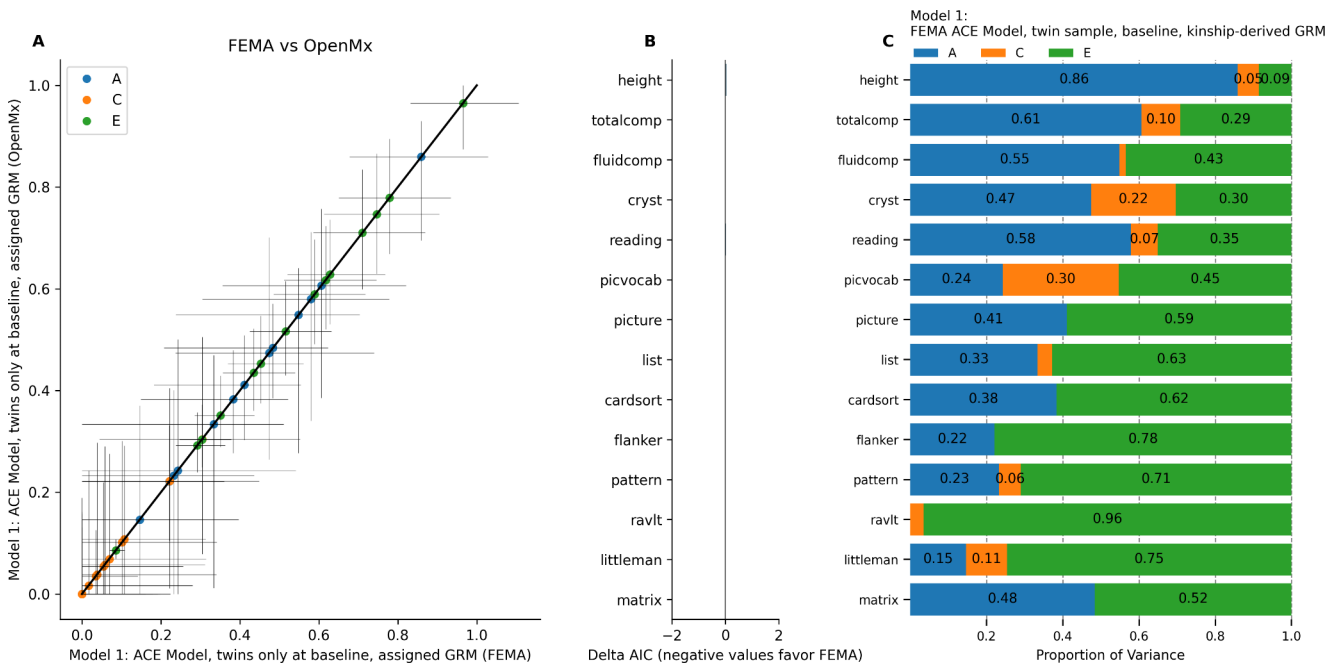 A
FEMA vs OpenMx
A
C
E
1.0
0.8
0.6
0.4
0.2
0.0
0.0 0.2 0.4 0.6 0.8 1.0
Model 1: ACE Model, twins only at baseline, assigned GRM (OpenMx)
Model 1: ACE Model, twins only at baseline, assigned GRM (FEMA)
B
height
totalcomp
fluidcomp
cryst
reading
picvocab
picture
list
cardsort
flanker
pattern
ravlt
littleman
matrix
−2 0 2
Delta AIC (negative values favor FEMA)
Model 1:
C FEMA ACE Model, twin sample, baseline, kinship-derived GRM
A C E
height 0.86 0.05 0.09
totalcomp 0.61 0.10 0.29
fluidcomp 0.55 0.43
cryst 0.47 0.22 0.30
reading 0.58 0.07 0.35
picvocab 0.24 0.30 0.45
picture 0.41 0.59
list 0.33 0.63
cardsort 0.38 0.62
flanker 0.22 0.78
pattern 0.23 0.06 0.71
ravlt 0.96
littleman 0.15 0.11 0.75
matrix 0.48 0.52
0.2 0.4 0.6 0.8 1.0
Proportion of Variance